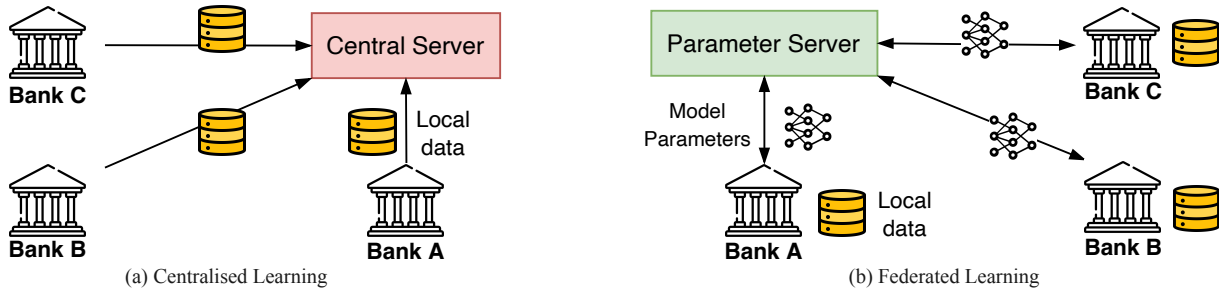 Central Server
Bank C
Local
data
Bank B
Bank A
(a) Centralised Learning
Parameter Server
Bank C
Model
Parameters
Local
data
Bank A
Bank B
(b) Federated Learning